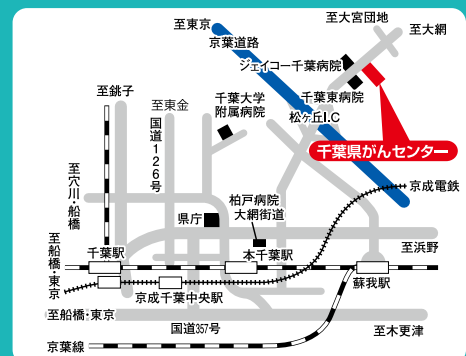 至東京
京葉道路
至大宮団地
至大網
ジェイコー千葉病院
千葉東病院
松ヶ丘I.C
千葉県がんセンター
至銚子
至東金
国道126号
千葉大学
附属病院
至穴川・船橋
京成電鉄
柏戸病院
大網街道
県庁
至浜野
至船橋・東京
千葉駅
本千葉駅
蘇我駅
京成千葉中央駅
至船橋・東京
国道357号
至木更津
京葉線